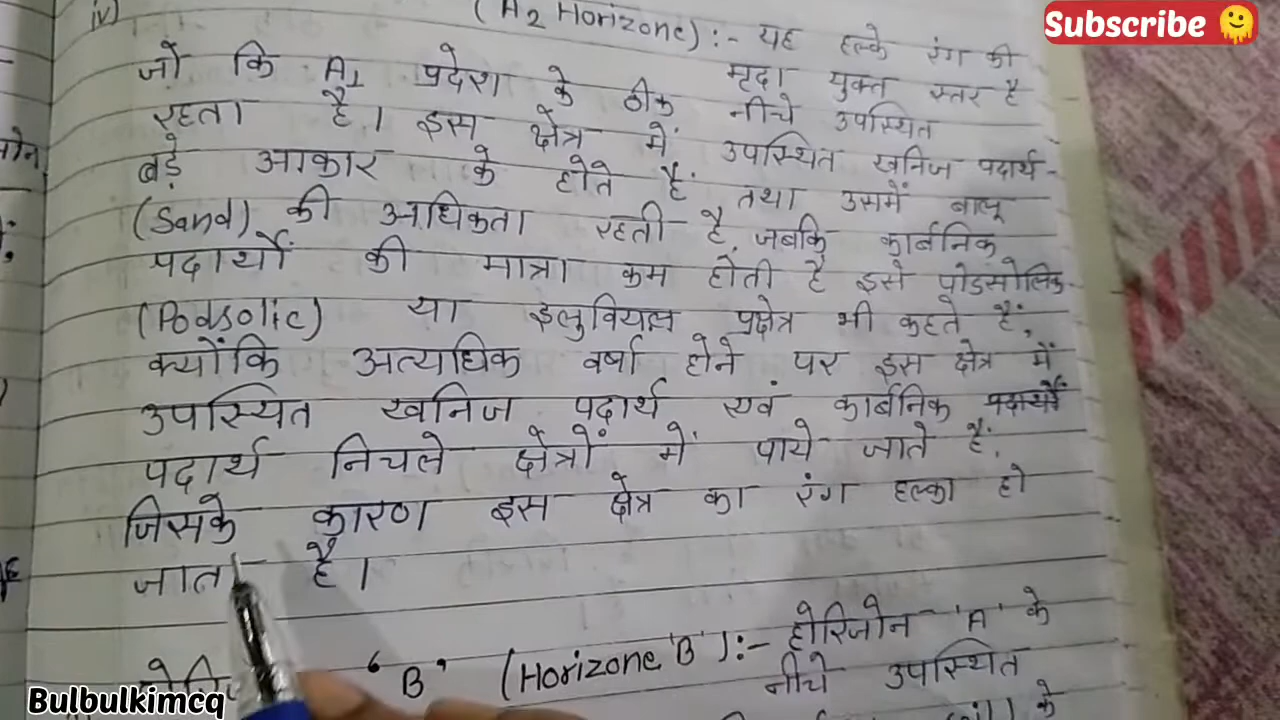 Subscribe
iv) (A2 Horizone) :- यह हल्के रंग की
मृदा युक्त स्तर है
जो कि A1 प्रदेश के ठीक नीचे उपस्थित
रहता है। इस क्षेत्र में उपस्थित खनिज पदार्थ
बड़े आकार के होते हैं तथा उसमें बालू
(Sand) की अधिकता रहती है, जबकि कार्बनिक
पदार्थों की मात्रा कम होती है इसे पोडसोलिक
(Podsolic) या इलुवियल प्रक्षेत्र भी कहते हैं,
क्योंकि अत्यधिक वर्षा होने पर इस क्षेत्र में
उपस्थित खनिज पदार्थ एवं कार्बनिक
पदार्थ निचले क्षेत्रों में पाये जाते हैं,
जिसके कारण इस क्षेत्र का रंग हल्का हो
जाता है।
"B" (Horizone 'B') :- होरिजोन 'A' के
नीचे उपस्थित
के
Bulbulkimcq